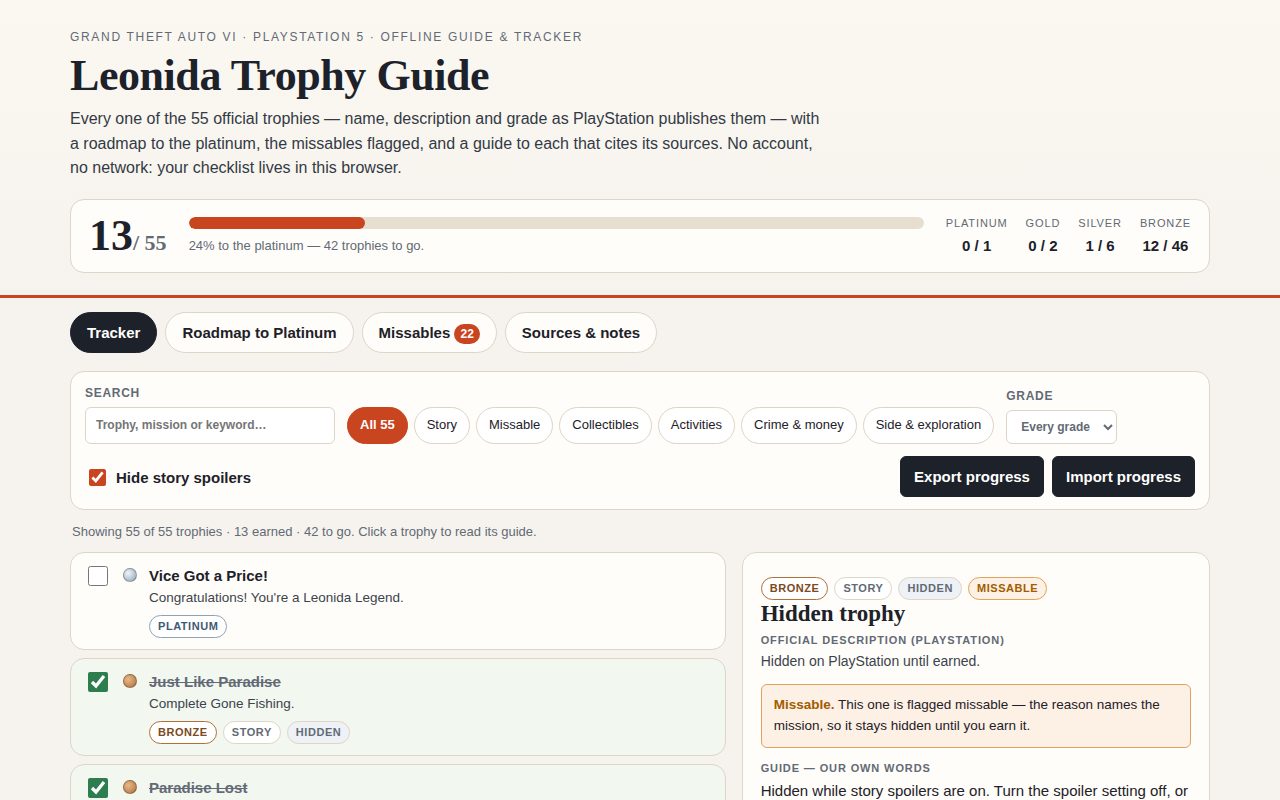 GRAND THEFT AUTO VI · PLAYSTATION 5 · OFFLINE GUIDE & TRACKER
Leonida Trophy Guide
Every one of the 55 official trophies — name, description and grade as PlayStation publishes them — with
a roadmap to the platinum, the missables flagged, and a guide to each that cites its sources. No account,
no network: your checklist lives in this browser.
13/ 55
24% to the platinum — 42 trophies to go.
PLATINUM GOLD SILVER BRONZE
0 / 1 0 / 2 1 / 6 12 / 46
Tracker Roadmap to Platinum Missables 22 Sources & notes
SEARCH
GRADE
Trophy, mission or keyword… All 55 Story Missable Collectibles Activities Crime & money Side & exploration Every grade
Hide story spoilers Export progress Import progress
Showing 55 of 55 trophies · 13 earned · 42 to go. Click a trophy to read its guide.
Vice Got a Price!
Congratulations! You're a Leonida Legend.
PLATINUM
Just Like Paradise
Complete Gone Fishing.
BRONZE STORY HIDDEN
Paradise Lost
BRONZE STORY HIDDEN MISSABLE
Hidden trophy
OFFICIAL DESCRIPTION (PLAYSTATION)
Hidden on PlayStation until earned.
Missable. This one is flagged missable — the reason names the
mission, so it stays hidden until you earn it.
GUIDE — OUR OWN WORDS
Hidden while story spoilers are on. Turn the spoiler setting off, or